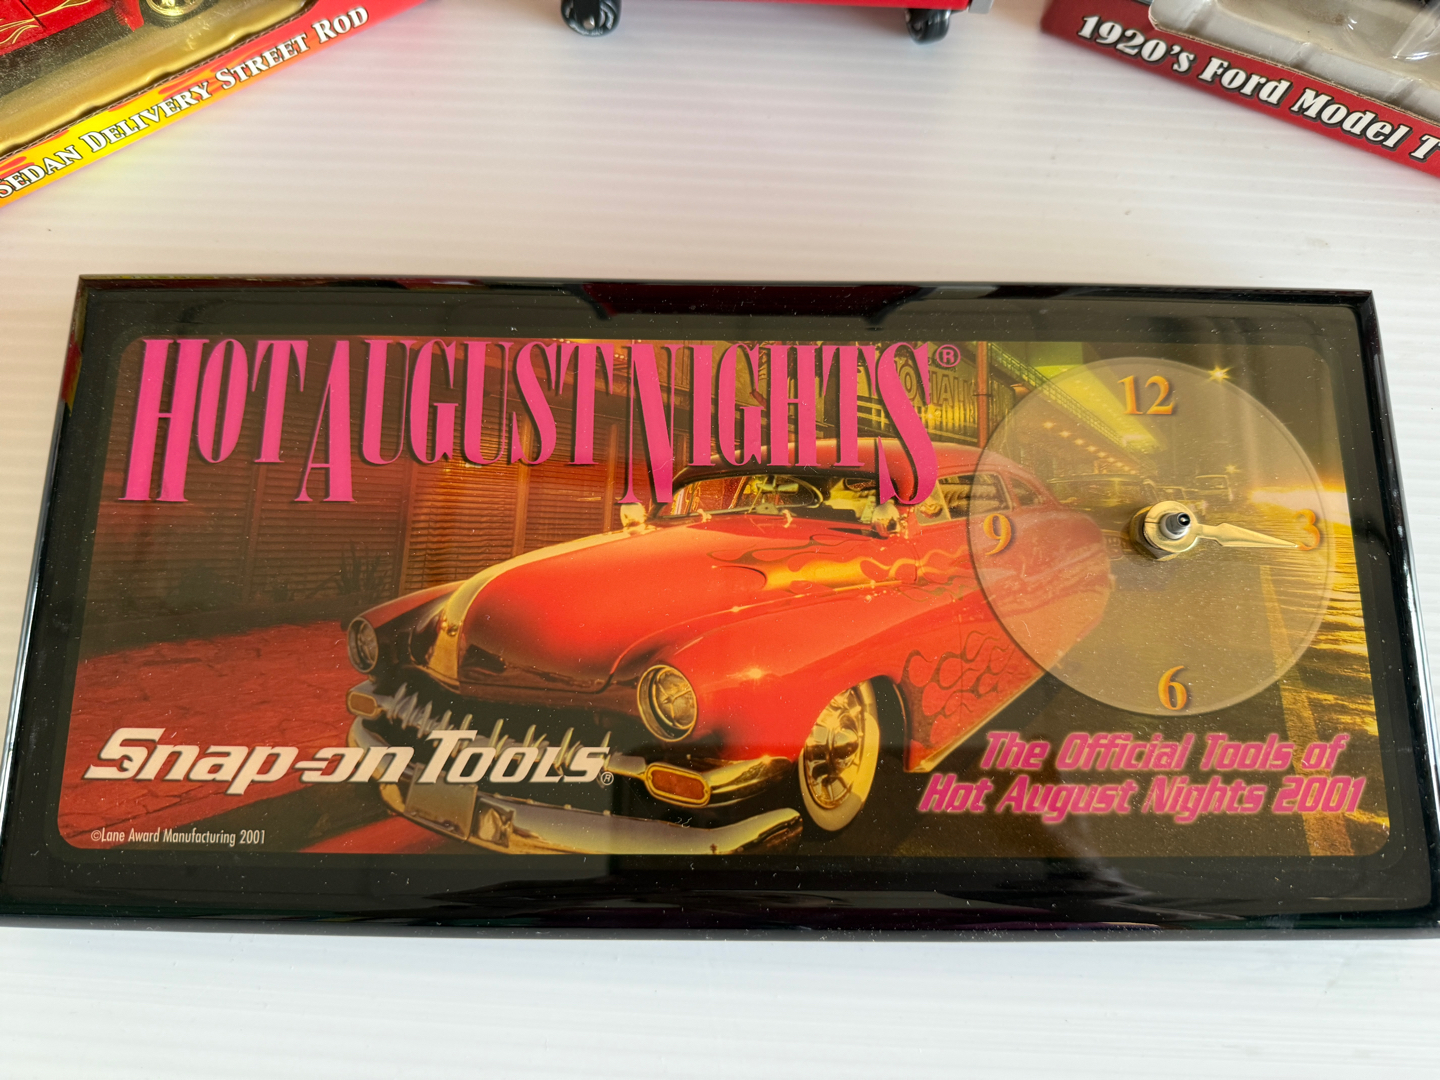 SEDAN DELIVERY STREET ROD
1920's Ford Model T
HOT AUGUST NIGHTS®
12
9
3
6
Snap-on Tools®
The Official Tools of
Hot August Nights 2001
©Lane Award Manufacturing 2001